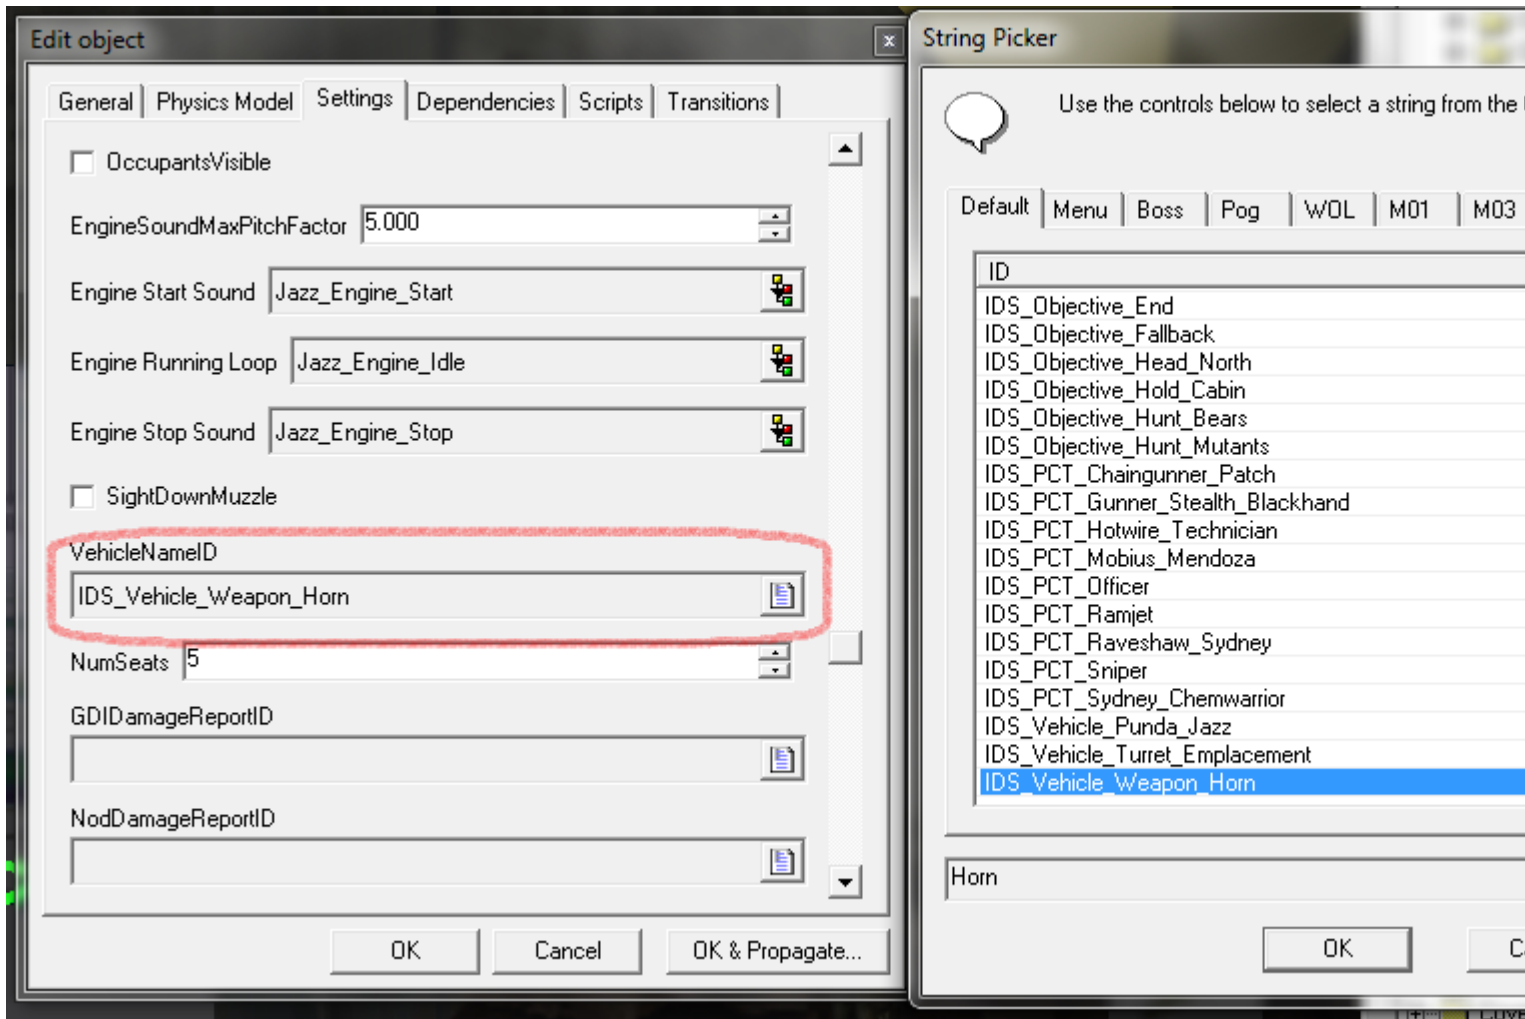 Edit object
x
General Physics Model Settings Dependencies Scripts Transitions
OccupantsVisible
EngineSoundMaxPitchFactor 5.000
Engine Start Sound Jazz_Engine_Start
Engine Running Loop Jazz_Engine_Idle
Engine Stop Sound Jazz_Engine_Stop
SightDownMuzzle
VehicleNameID
IDS_Vehicle_Weapon_Horn
NumSeats 5
GDIDamageReportID
NodDamageReportID
OK Cancel OK & Propagate...
String Picker
Use the controls below to select a string from the
Default Menu Boss Pog WOL M01 M03
ID
IDS_Objective_End
IDS_Objective_Fallback
IDS_Objective_Head_North
IDS_Objective_Hold_Cabin
IDS_Objective_Hunt_Bears
IDS_Objective_Hunt_Mutants
IDS_PCT_Chaingunner_Patch
IDS_PCT_Gunner_Stealth_Blackhand
IDS_PCT_Hotwire_Technician
IDS_PCT_Mobius_Mendoza
IDS_PCT_Officer
IDS_PCT_Ramjet
IDS_PCT_Raveshaw_Sydney
IDS_PCT_Sniper
IDS_PCT_Sydney_Chemwarrior
IDS_Vehicle_Punda_Jazz
IDS_Vehicle_Turret_Emplacement
IDS_Vehicle_Weapon_Horn
Horn
OK